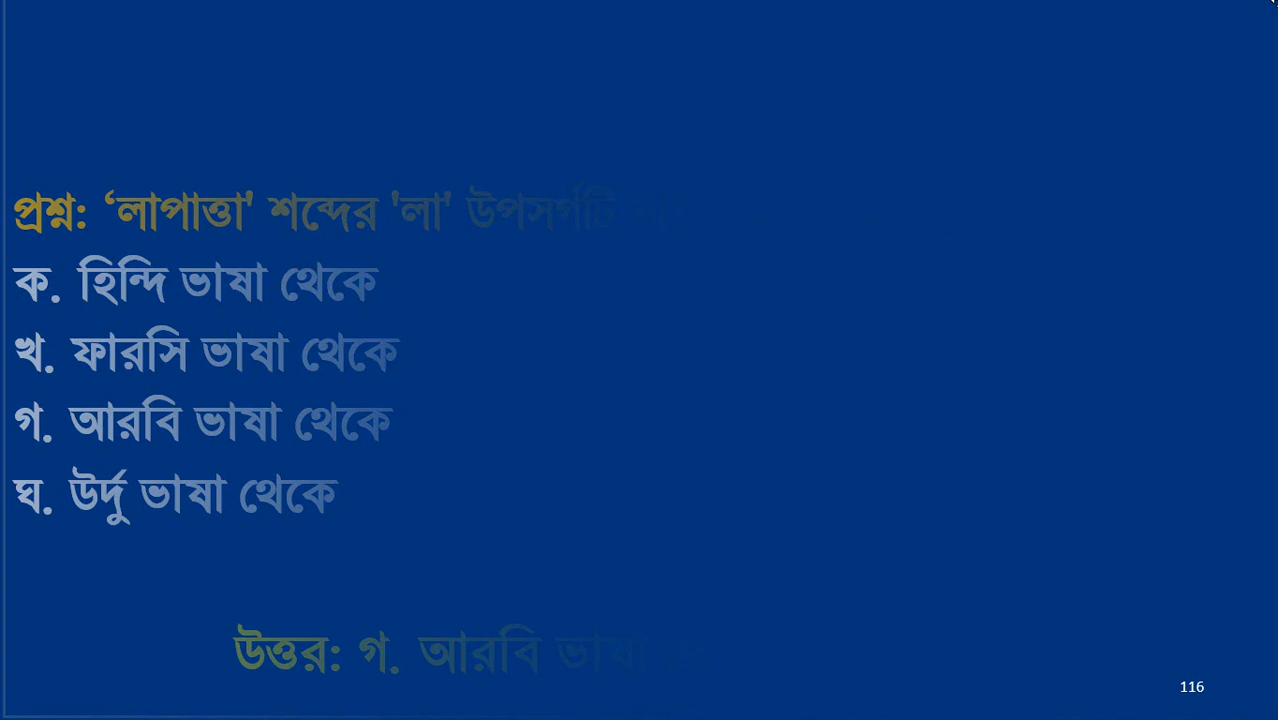 প্রশ্ন: ‘লাপাত্তা' শব্দের 'লা' উপসর্গটি
ক. হিন্দি ভাষা থেকে
খ. ফারসি ভাষা থেকে
গ. আরবি ভাষা থেকে
ঘ. উর্দু ভাষা থেকে
উত্তর: গ. আরবি ভাষা
116